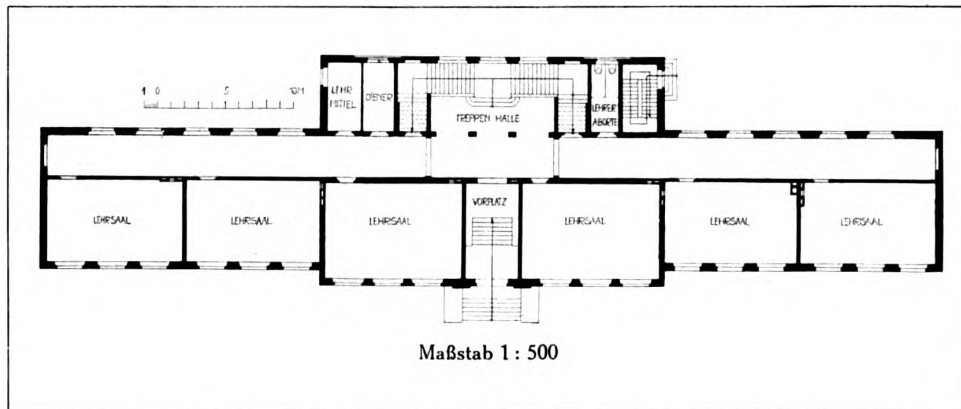 1 0 5 10M
LEHR
MITTEL
DIENER
TREPPEN HALLE
LEHRER
ABORTE
LEHRSAAL
LEHRSAAL
LEHRSAAL
VORPLATZ
LEHRSAAL
LEHRSAAL
LEHRSAAL
Maßstab 1 : 500